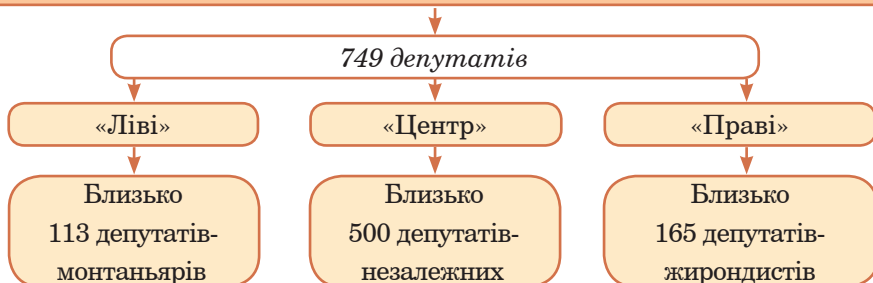 749 депутатів
«Ліві»
«Центр»
«Праві»
Близько
113 депутатів-
монтаньярів
Близько
500 депутатів-
незалежних
Близько
165 депутатів-
жирондистів